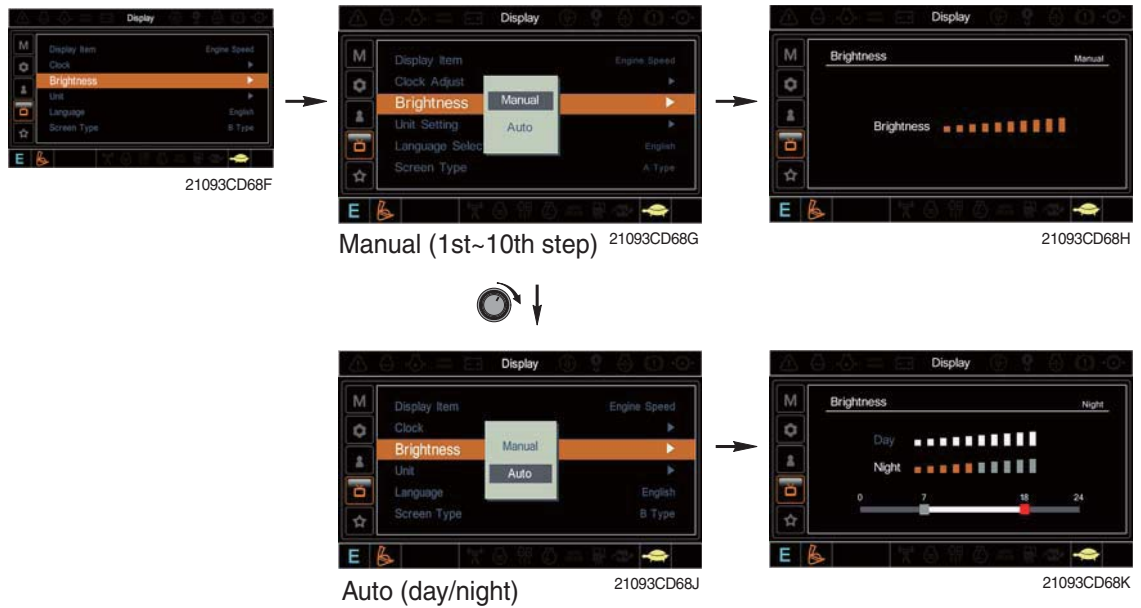 Display
M
Display Item Engine Speed
Clock
Brightness
Unit
Language English
Screen Type B Type
E
21093CD68F
Display
M
Display Item Engine Speed
Clock Adjust
Brightness
Unit Setting
Language Selec English
Screen Type A Type
Manual
Auto
E
Manual (1st~10th step) 21093CD68G
Display
M
Brightness Manual
Brightness
E
21093CD68H
Display
M
Display Item Engine Speed
Clock
Brightness
Unit
Language English
Screen Type B Type
Manual
Auto
E
Auto (day/night) 21093CD68J
Display
M
Brightness Night
Day
Night
0 7 18 24
E
21093CD68K